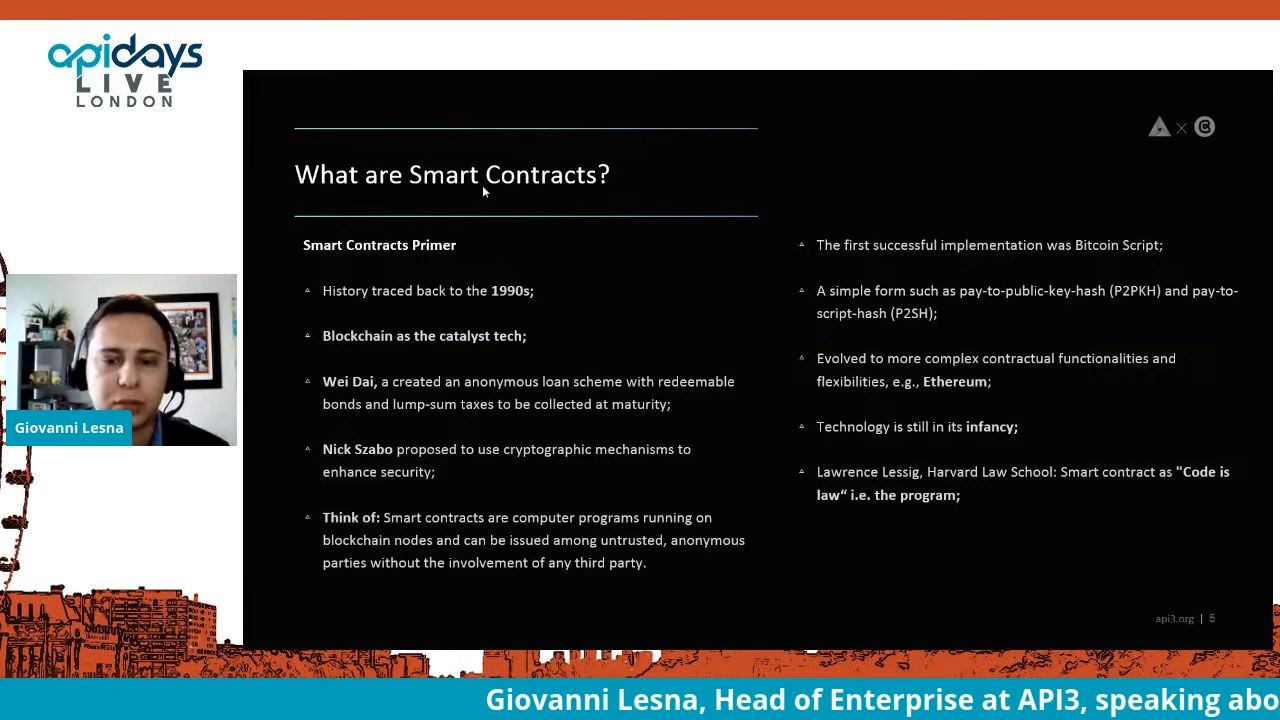 apidays
LIVE
LONDON
What are Smart Contracts?
Smart Contracts Primer
History traced back to the 1990s;
Blockchain as the catalyst tech;
Wei Dai, a created an anonymous loan scheme with redeemable
bonds and lump-sum taxes to be collected at maturity;
Nick Szabo proposed to use cryptographic mechanisms to
enhance security;
Think of: Smart contracts are computer programs running on
blockchain nodes and can be issued among untrusted, anonymous
parties without the involvement of any third party.
The first successful implementation was Bitcoin Script;
A simple form such as pay-to-public-key-hash (P2PKH) and pay-to-
script-hash (P2SH);
Evolved to more complex contractual functionalities and
flexibilities, e.g., Ethereum;
Technology is still in its infancy;
Lawrence Lessig, Harvard Law School: Smart contract as "Code is
law“ i.e. the program;
api3.org | 5
Giovanni Lesna
Giovanni Lesna, Head of Enterprise at API3, speaking abo